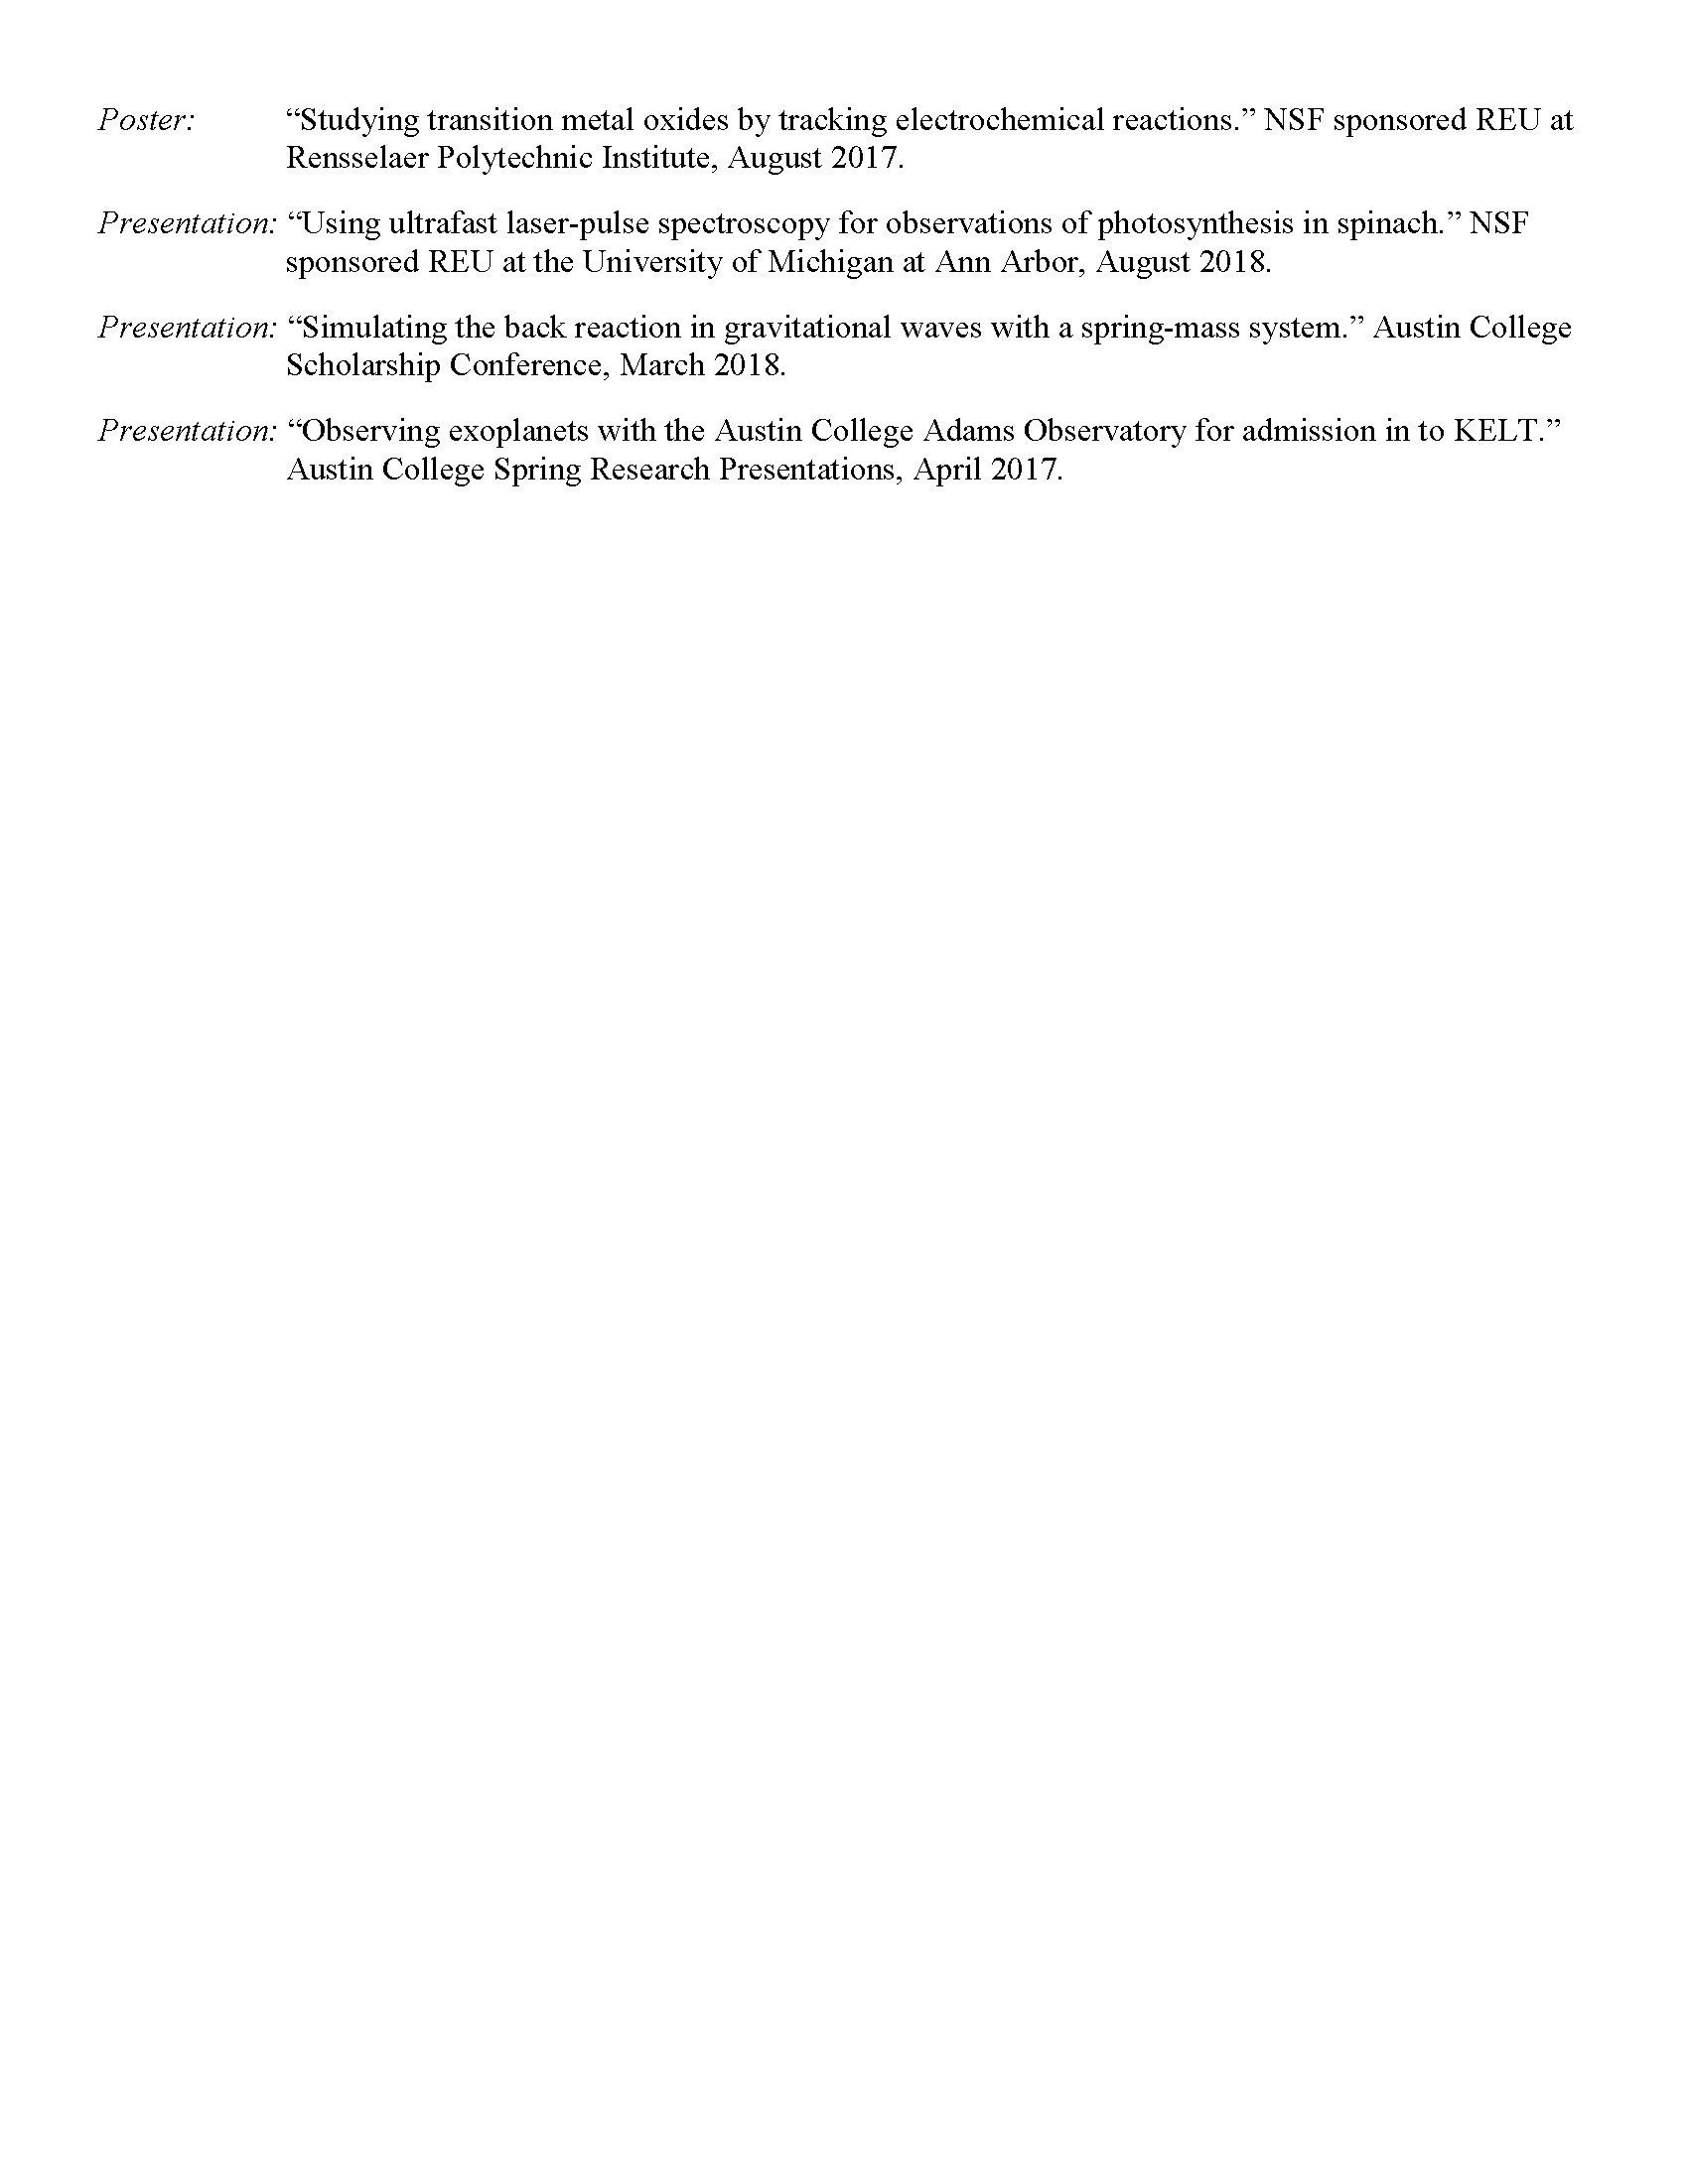 Poster: “Studying transition metal oxides by tracking electrochemical reactions.” NSF sponsored REU at
Rensselaer Polytechnic Institute, August 2017.
Presentation: “Using ultrafast laser-pulse spectroscopy for observations of photosynthesis in spinach.” NSF
sponsored REU at the University of Michigan at Ann Arbor, August 2018.
Presentation: “Simulating the back reaction in gravitational waves with a spring-mass system.” Austin College
Scholarship Conference, March 2018.
Presentation: “Observing exoplanets with the Austin College Adams Observatory for admission in to KELT.”
Austin College Spring Research Presentations, April 2017.